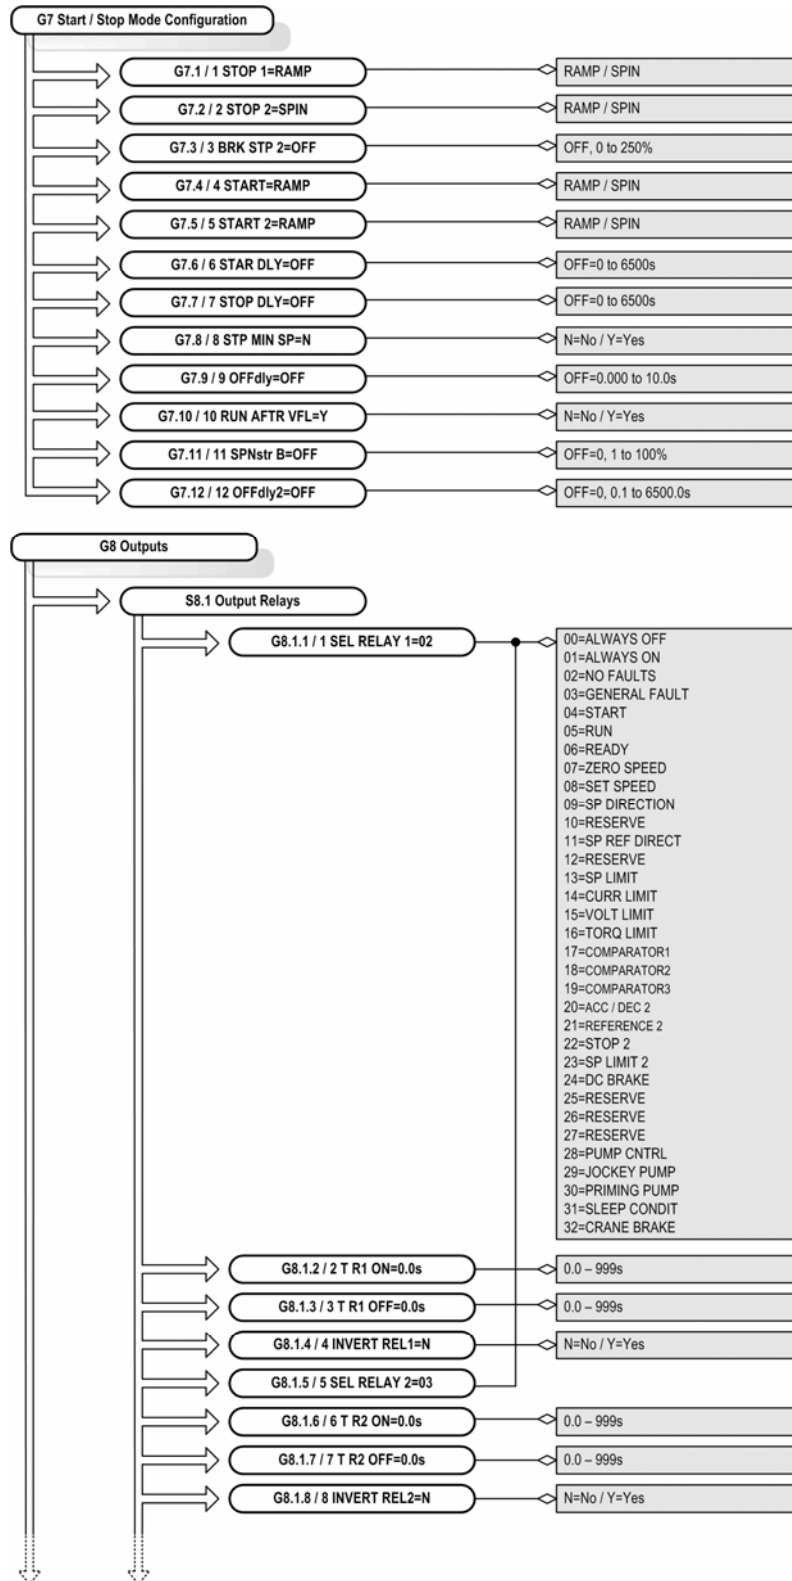 G7 Start / Stop Mode Configuration
G7.1 / 1 STOP 1=RAMP
RAMP / SPIN
G7.2 / 2 STOP 2=SPIN
RAMP / SPIN
G7.3 / 3 BRK STP 2=OFF
OFF, 0 to 250%
G7.4 / 4 START=RAMP
RAMP / SPIN
G7.5 / 5 START 2=RAMP
RAMP / SPIN
G7.6 / 6 STAR DLY=OFF
OFF=0 to 6500s
G7.7 / 7 STOP DLY=OFF
OFF=0 to 6500s
G7.8 / 8 STP MIN SP=N
N=No / Y=Yes
G7.9 / 9 OFFdly=OFF
OFF=0.000 to 10.0s
G7.10 / 10 RUN AFTR VFL=Y
N=No / Y=Yes
G7.11 / 11 SPNstr B=OFF
OFF=0, 1 to 100%
G7.12 / 12 OFFdly2=OFF
OFF=0, 0.1 to 6500.0s
G8 Outputs
S8.1 Output Relays
G8.1.1 / 1 SEL RELAY 1=02
00=ALWAYS OFF
01=ALWAYS ON
02=NO FAULTS
03=GENERAL FAULT
04=START
05=RUN
06=READY
07=ZERO SPEED
08=SET SPEED
09=SP DIRECTION
10=RESERVE
11=SP REF DIRECT
12=RESERVE
13=SP LIMIT
14=CURR LIMIT
15=VOLT LIMIT
16=TORQ LIMIT
17=COMPARATOR1
18=COMPARATOR2
19=COMPARATOR3
20=ACC / DEC 2
21=REFERENCE 2
22=STOP 2
23=SP LIMIT 2
24=DC BRAKE
25=RESERVE
26=RESERVE
27=RESERVE
28=PUMP CNTRL
29=JOCKEY PUMP
30=PRIMING PUMP
31=SLEEP CONDIT
32=CRANE BRAKE
G8.1.2 / 2 T R1 ON=0.0s
0.0 – 999s
G8.1.3 / 3 T R1 OFF=0.0s
0.0 – 999s
G8.1.4 / 4 INVERT REL1=N
N=No / Y=Yes
G8.1.5 / 5 SEL RELAY 2=03
G8.1.6 / 6 T R2 ON=0.0s
0.0 – 999s
G8.1.7 / 7 T R2 OFF=0.0s
0.0 – 999s
G8.1.8 / 8 INVERT REL2=N
N=No / Y=Yes